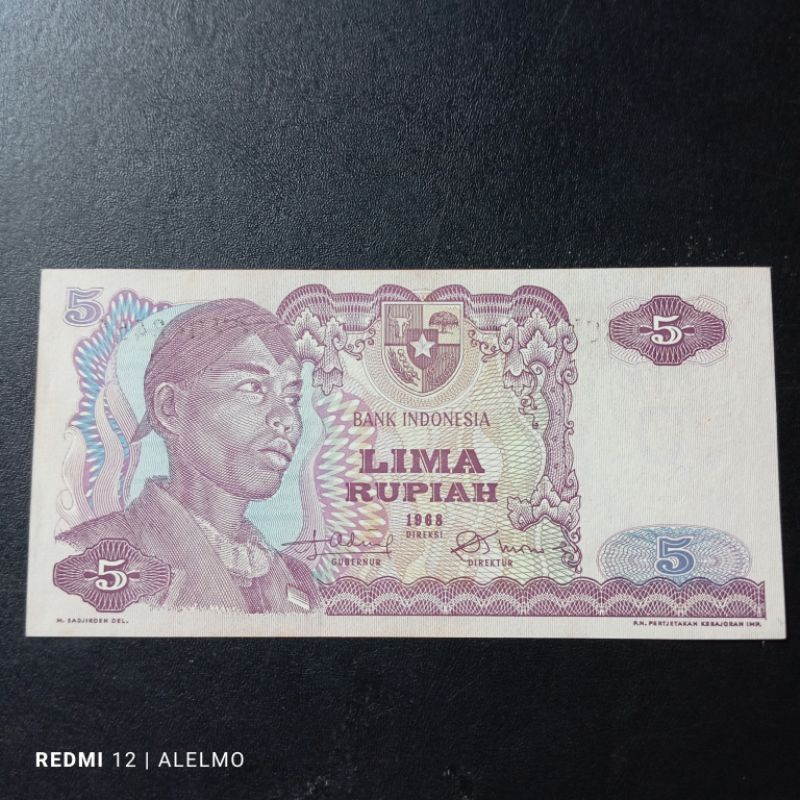 5
5
BANK INDONESIA
LIMA
RUPIAH
1968
DIREKSI
GUBERNUR
DIREKTUR
5
5
M. SADJIROEN DEL.
P.N. PERTJETAKAN KEBAJORAN IMP.
REDMI 12 | ALELMO